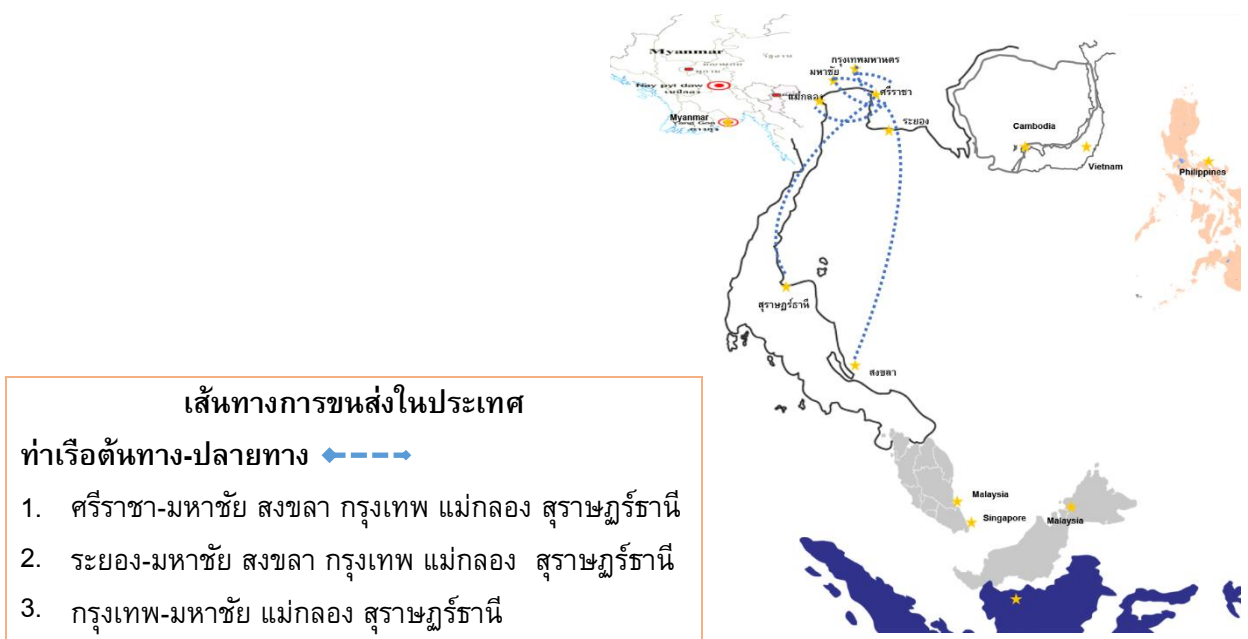 Myanmar
กรุงเทพมหานคร
มหาชัย
Nay pyi daw
แม่กลอง
ศรีราชา
Myanmar
Yang Gon
ระยอง
Cambodia
Vietnam
Philippines
สุราษฏร์ธานี
สงขลา
เส้นทางการขนส่งในประเทศ
ท่าเรือต้นทาง-ปลายทาง
1. ศรีราชา-มหาชัย สงขลา กรุงเทพ แม่กลอง สุราษฏร์ธานี
2. ระยอง-มหาชัย สงขลา กรุงเทพ แม่กลอง สุราษฏร์ธานี
3. กรุงเทพ-มหาชัย แม่กลอง สุราษฏร์ธานี
Malaysia
Singapore
Malaysia